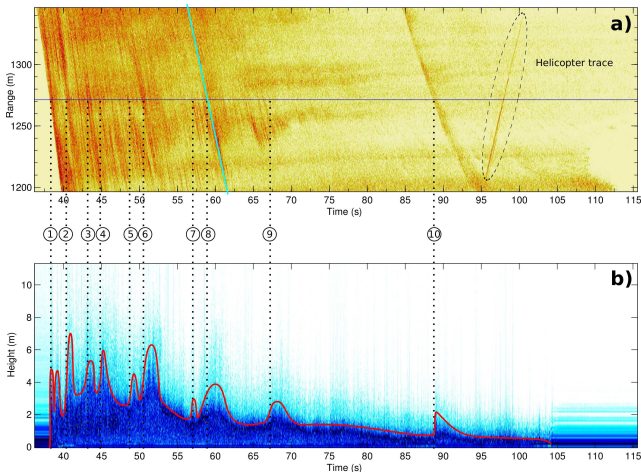 a)
Range (m)
1300
1250
1200
Helicopter trace
40 45 50 55 60 65 70 75 80 85 90 95 100 105 110 115
Time (s)
1 2 3 4 5 6 7 8 9 10
b)
Height (m)
10
8
6
4
2
0
40 45 50 55 60 65 70 75 80 85 90 95 100 105 110 115
Time (s)